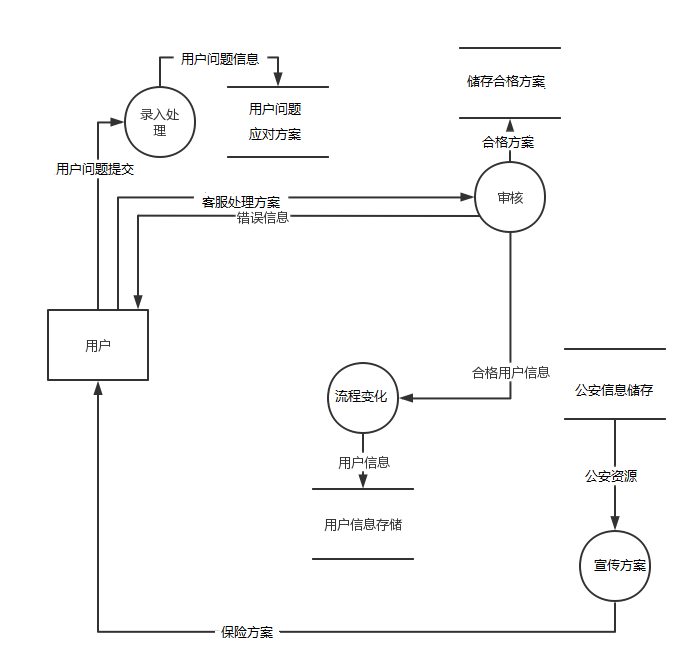 用户问题信息
储存合格方案
录入处
理
用户问题
应对方案
合格方案
用户问题提交
审核
客服处理方案
错误信息
用户
合格用户信息
公安信息储存
流程变化
用户信息
公安资源
用户信息存储
宣传方案
保险方案